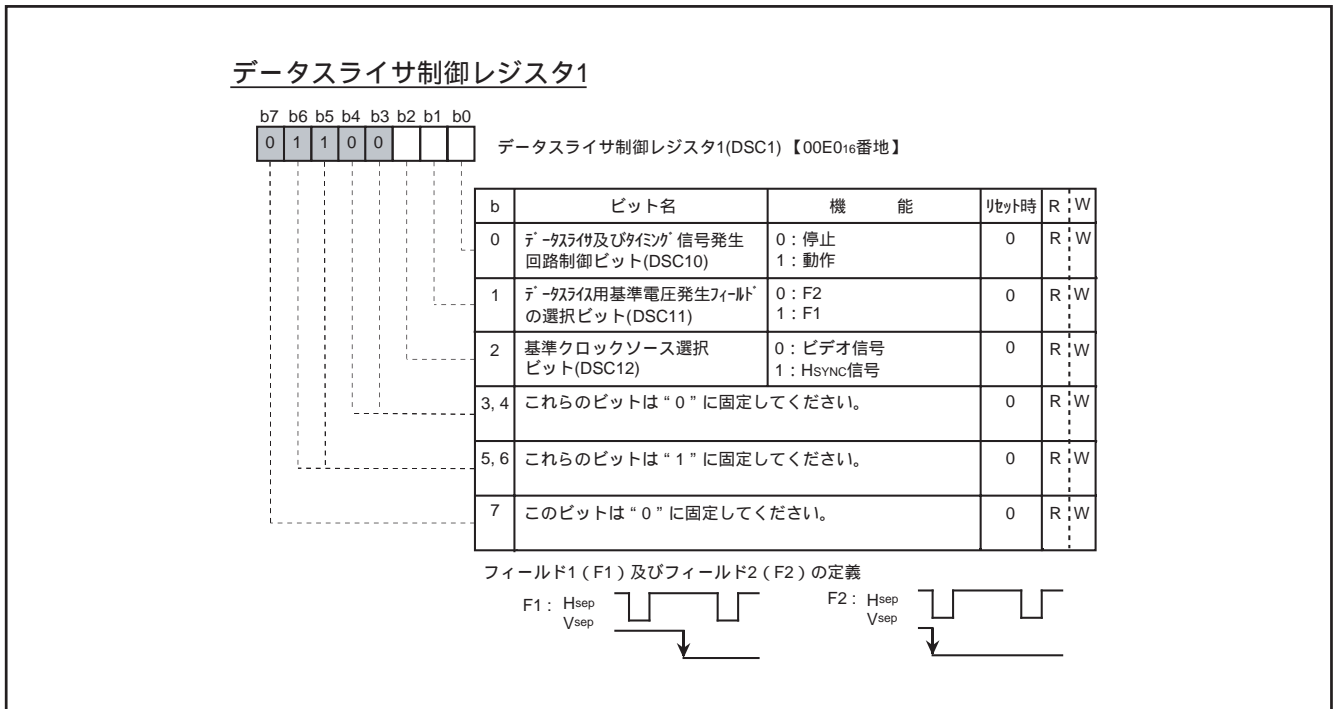 データスライサ制御レジスタ1
b7 b6 b5 b4 b3 b2 b1 b0
0 1 1 0 0
データスライサ制御レジスタ1(DSC1)【00E016番地】
b ビット名 機 能 リセット時 R W
0 データスライサ及びタイミング信号発生 0：停止 0 R W
回路制御ビット(DSC10) 1：動作
1 データスライス用基準電圧発生フィールド 0：F2 0 R W
の選択ビット(DSC11) 1：F1
2 基準クロックソース選択 0：ビデオ信号 0 R W
ビット(DSC12) 1：HSYNC信号
3, 4 これらのビットは“0”に固定してください。 0 R W
5, 6 これらのビットは“1”に固定してください。 0 R W
7 このビットは“0”に固定してください。 0 R W
フィールド1（F1）及びフィールド2（F2）の定義
F1： Hsep F2： Hsep
Vsep Vsep